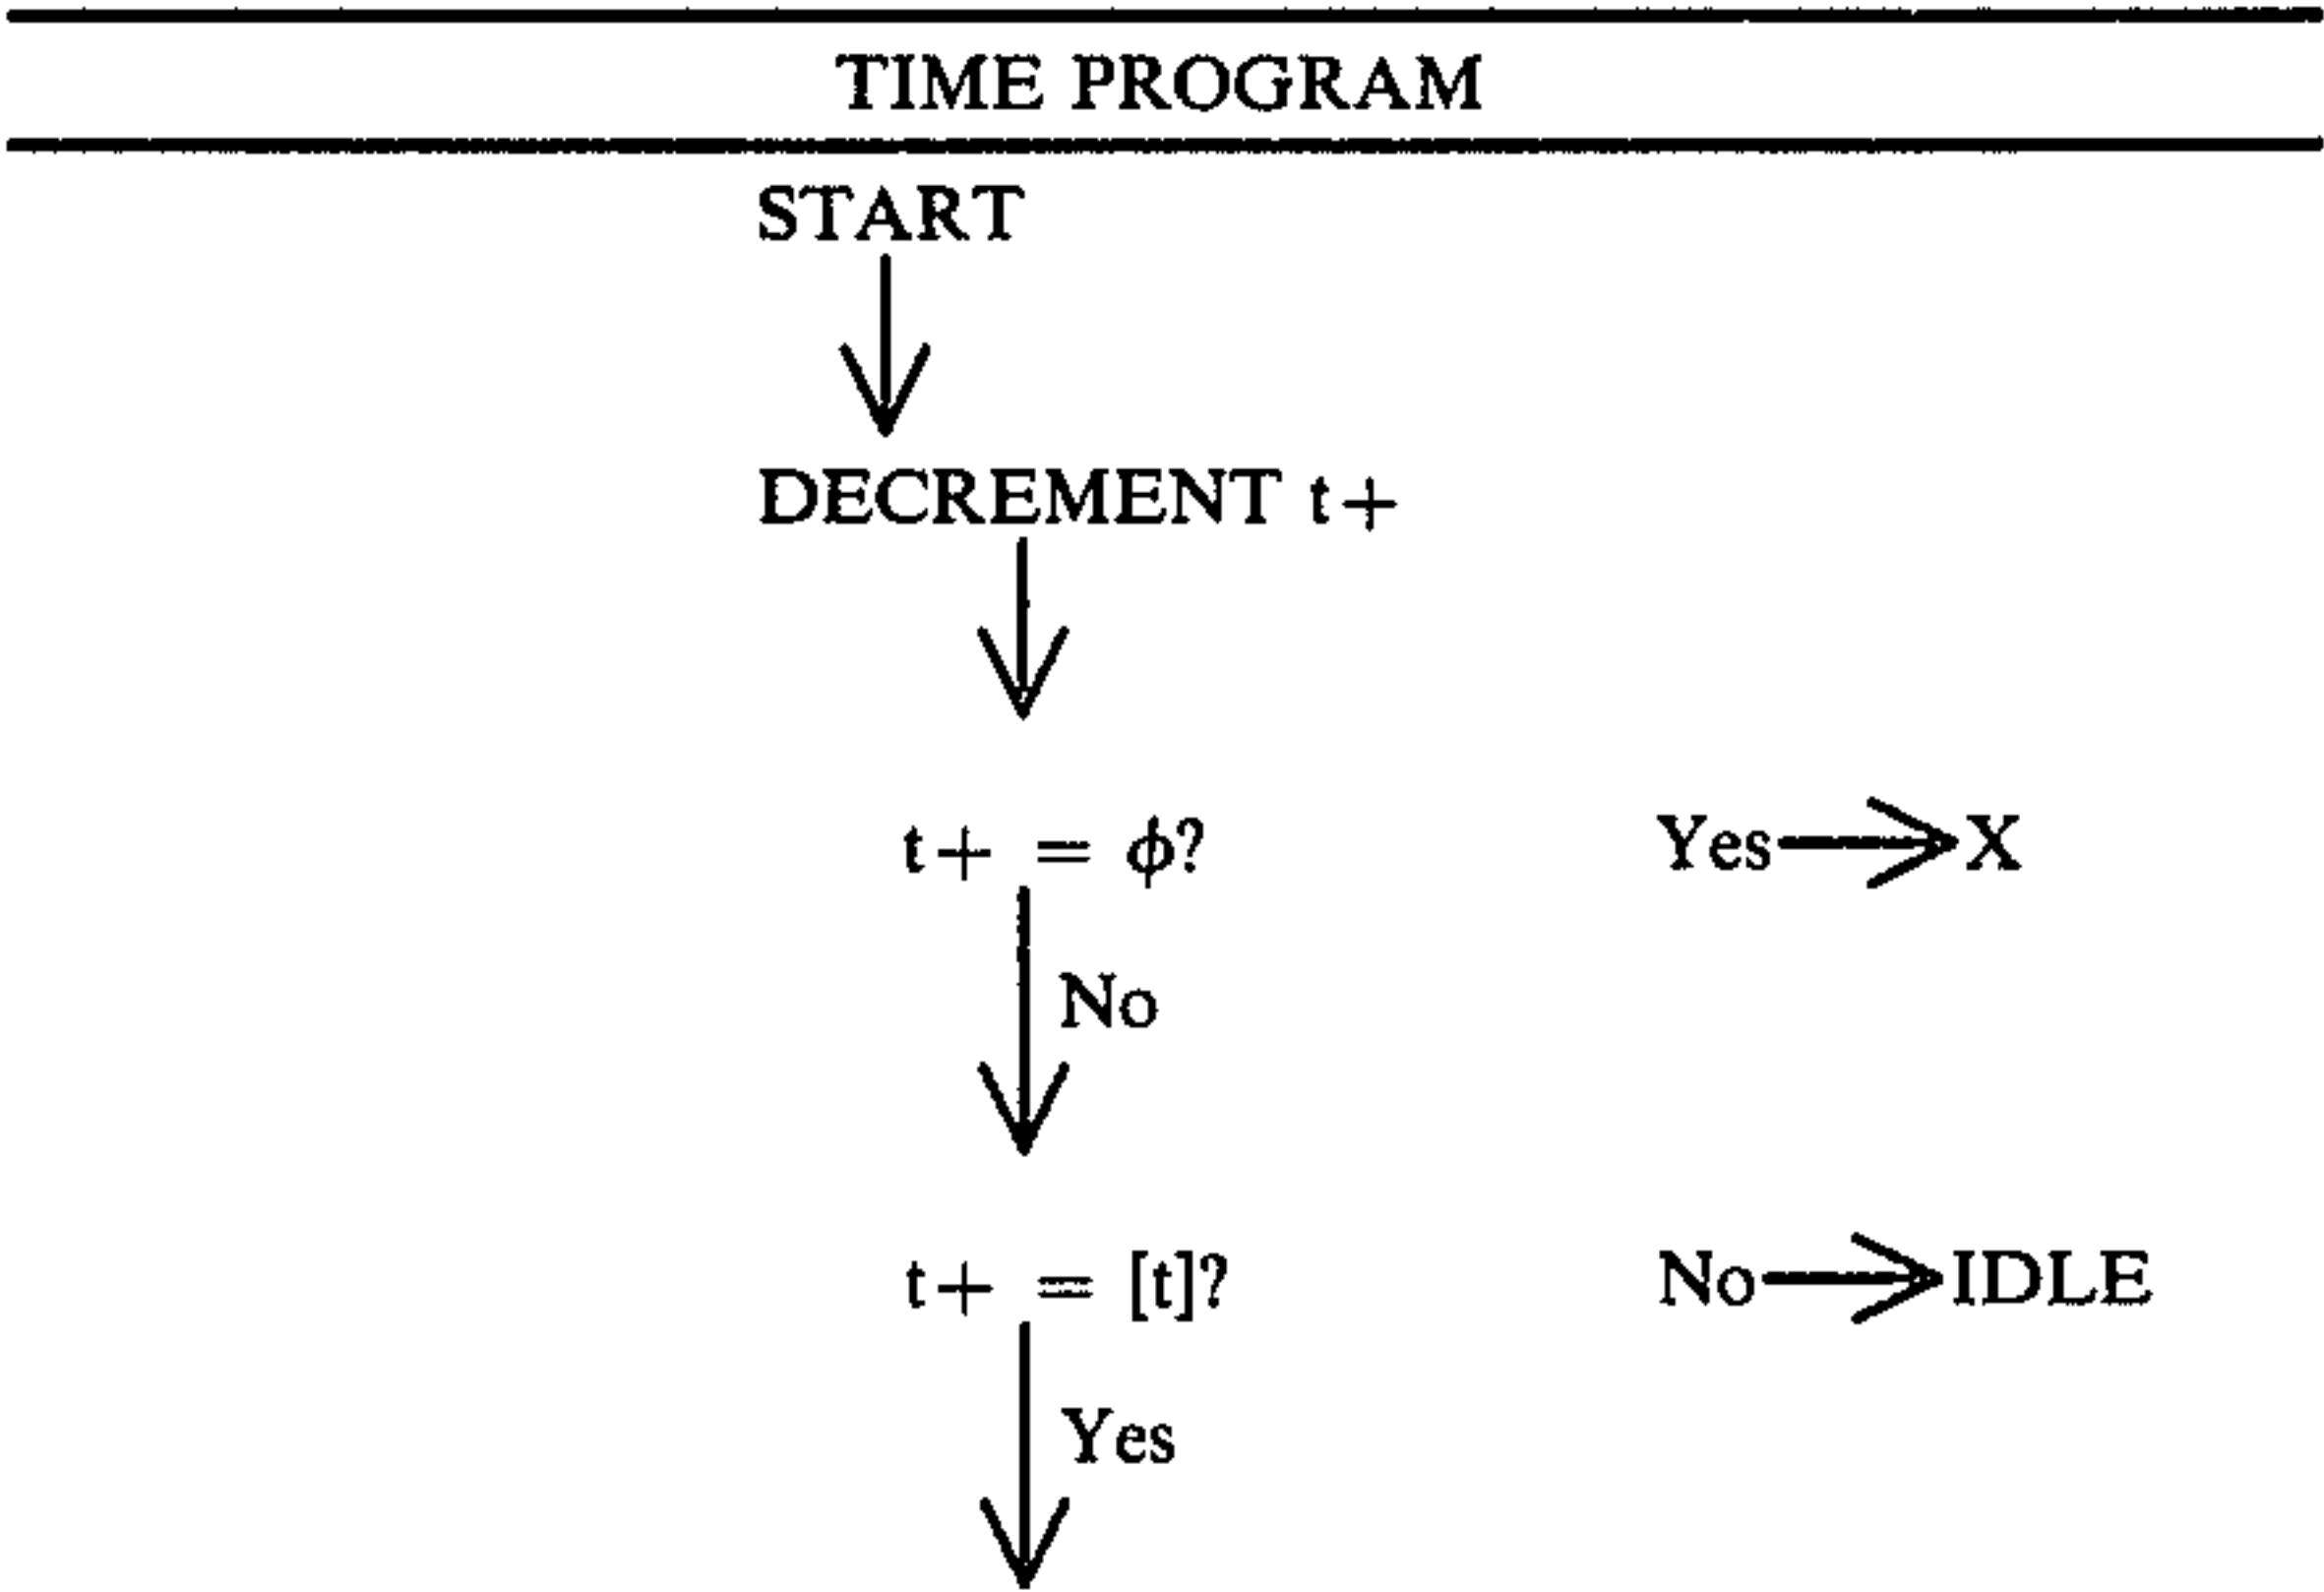 TIME PROGRAM
START
DECREMENT t+
t+ = ϕ? Yes X
No
t+ = [t]? No IDLE
Yes